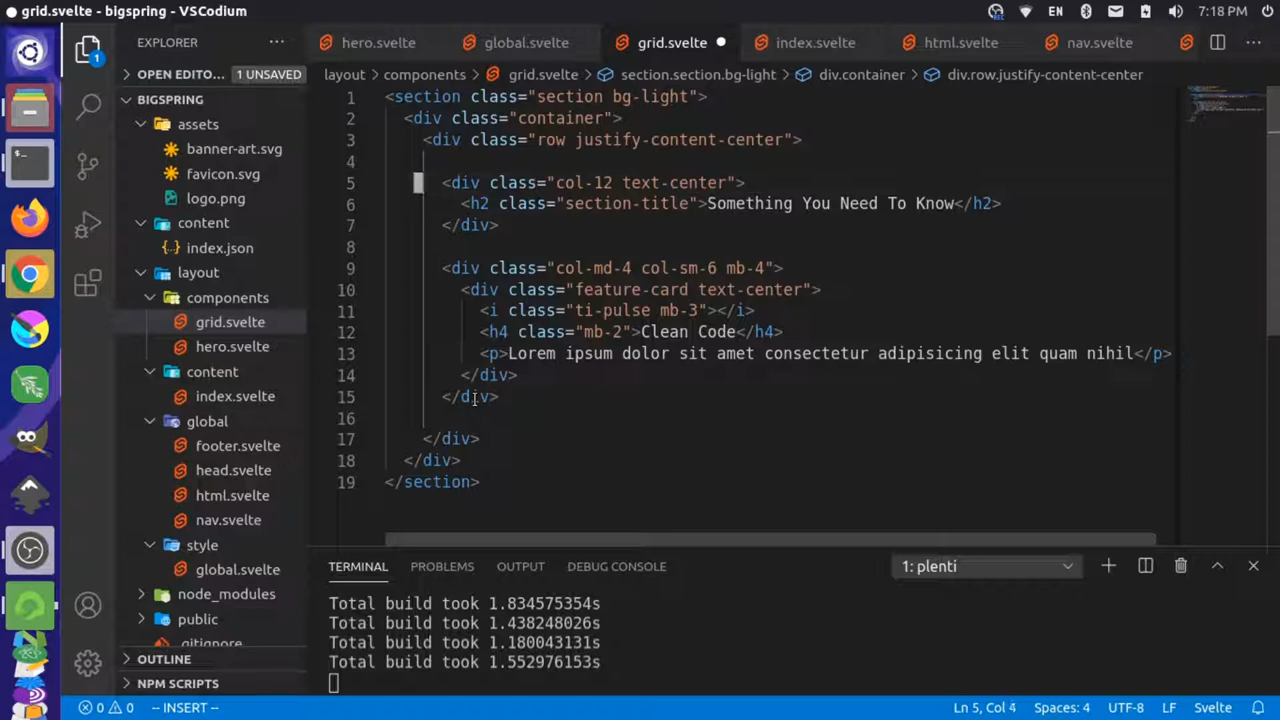 grid.svelte - bigspring - VSCodium
EN
7:18 PM
EXPLORER
hero.svelte
global.svelte
grid.svelte
index.svelte
html.svelte
nav.svelte
OPEN EDITO... 1 UNSAVED
layout > components > grid.svelte > section.section.bg-light > div.container > div.row.justify-content-center
BIGSPRING
assets
banner-art.svg
favicon.svg
logo.png
content
index.json
layout
components
grid.svelte
hero.svelte
content
index.svelte
global
footer.svelte
head.svelte
html.svelte
nav.svelte
style
global.svelte
node_modules
public
.gitignore
OUTLINE
NPM SCRIPTS
1 <section class="section bg-light">
2 <div class="container">
3 <div class="row justify-content-center">
4
5 <div class="col-12 text-center">
6 <h2 class="section-title">Something You Need To Know</h2>
7 </div>
8
9 <div class="col-md-4 col-sm-6 mb-4">
10 <div class="feature-card text-center">
11 <i class="ti-pulse mb-3"></i>
12 <h4 class="mb-2">Clean Code</h4>
13 <p>Lorem ipsum dolor sit amet consectetur adipisicing elit quam nihil</p>
14 </div>
15 </div>
16
17 </div>
18 </div>
19 </section>
TERMINAL PROBLEMS OUTPUT DEBUG CONSOLE
1: plenti
Total build took 1.834575354s
Total build took 1.438248026s
Total build took 1.180043131s
Total build took 1.552976153s
0 0 -- INSERT --
Ln 5, Col 4 Spaces: 4 UTF-8 LF Svelte